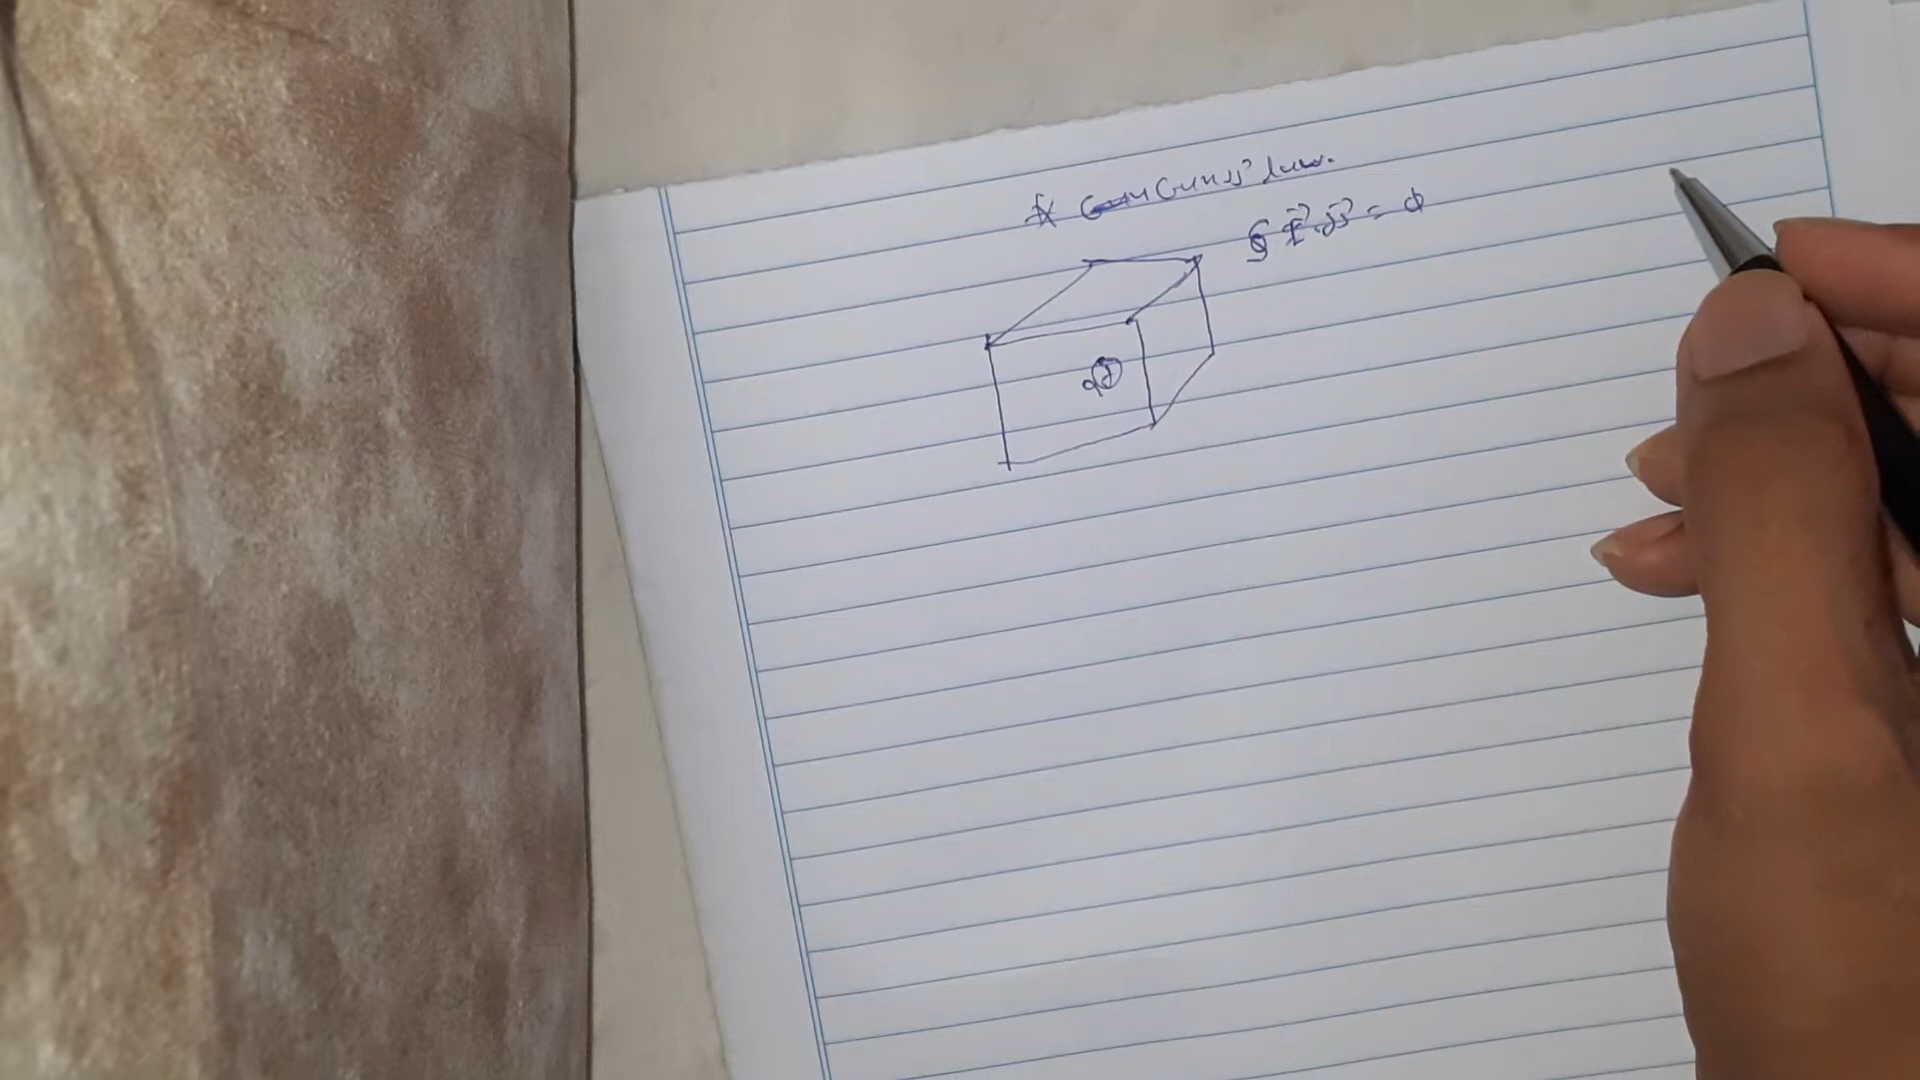 * Gauss' law.
∮ E⃗.ds⃗ = ϕ
q